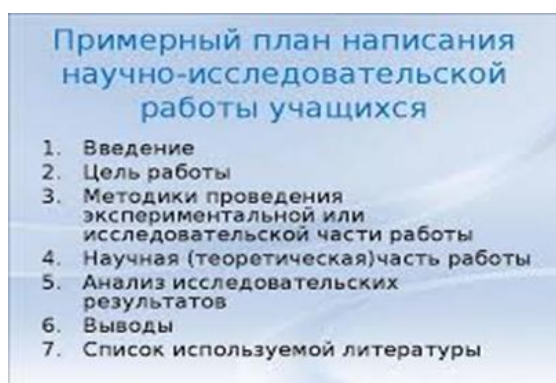 Примерный план написания
научно-исследовательской
работы учащихся
1. Введение
2. Цель работы
3. Методики проведения
экспериментальной или
исследовательской части работы
4. Научная (теоретическая)часть работы
5. Анализ исследовательских
результатов
6. Выводы
7. Список используемой литературы